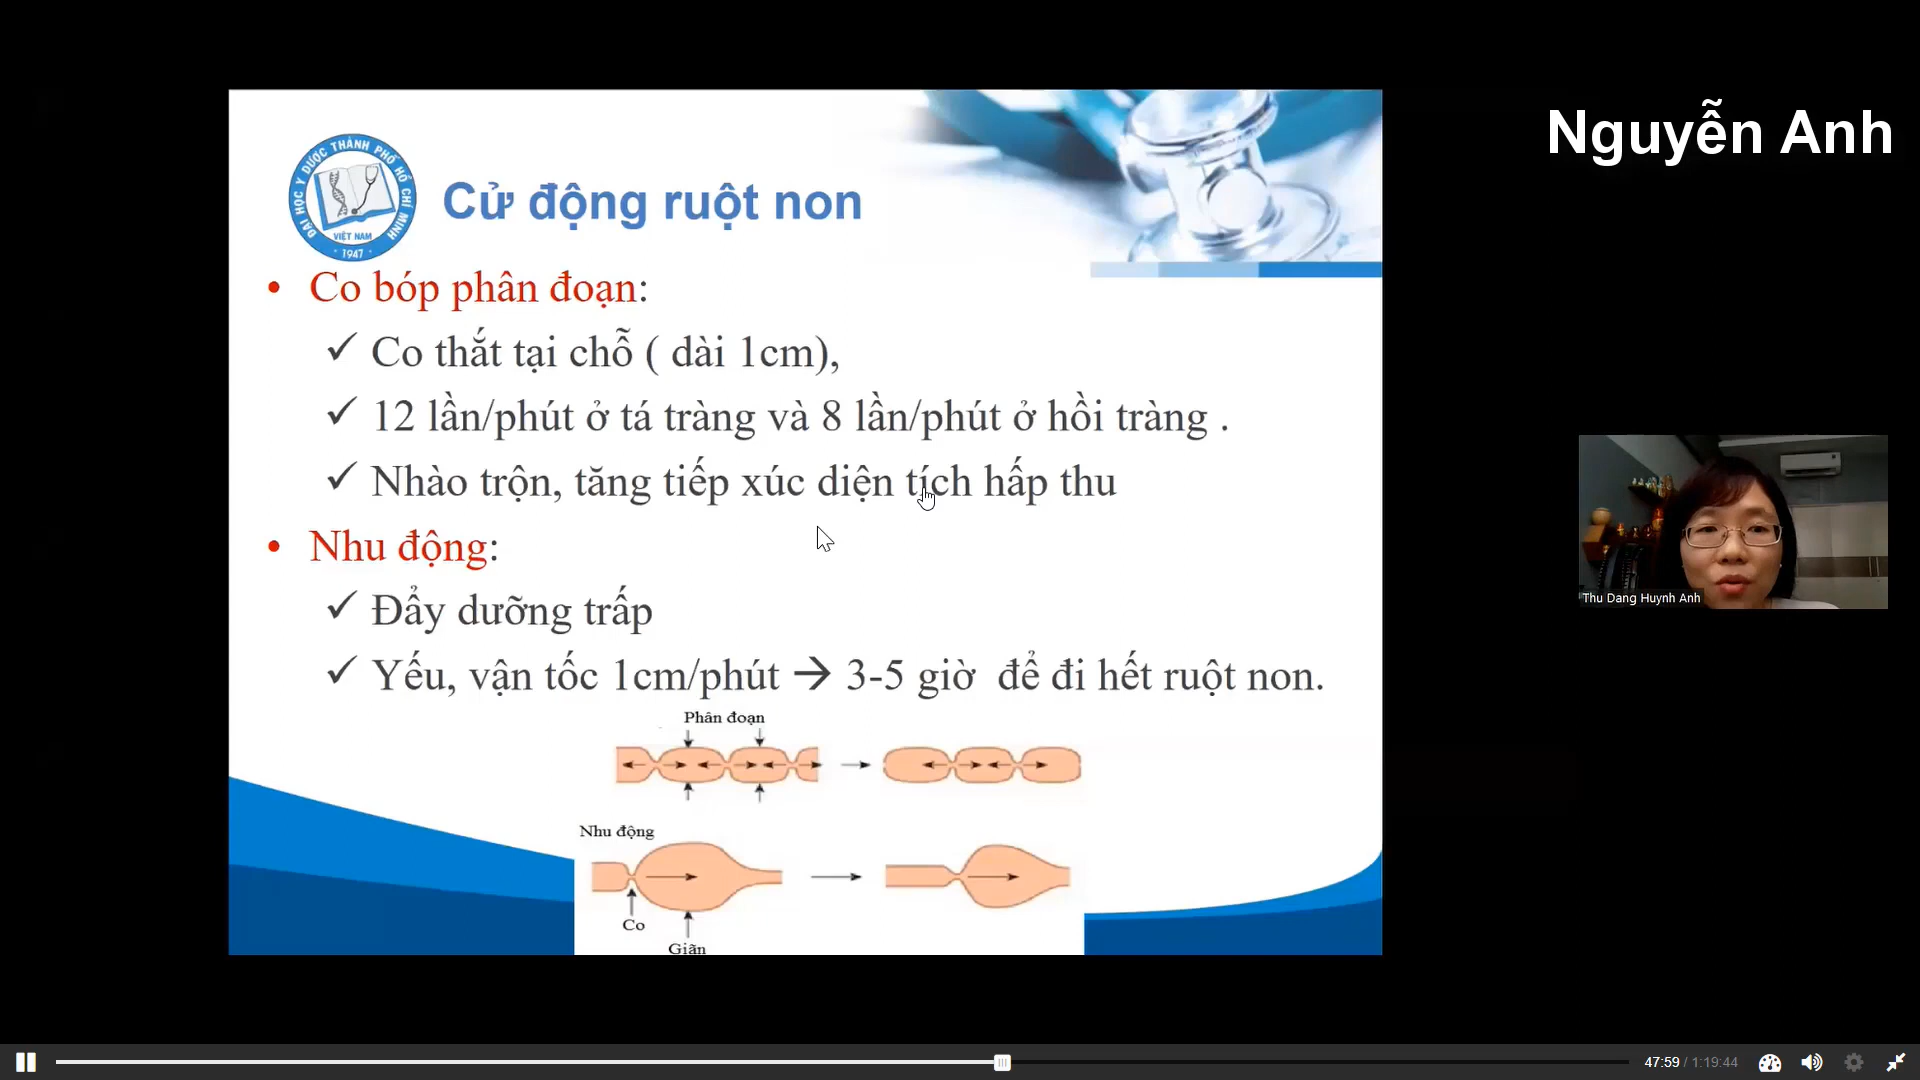 Nguyễn Anh
ĐẠI HỌC Y DƯỢC THÀNH PHỐ HỒ CHÍ MINH
VIỆT NAM
1947
Cử động ruột non
• Co bóp phân đoạn:
✓ Co thắt tại chỗ ( dài 1cm),
✓ 12 lần/phút ở tá tràng và 8 lần/phút ở hồi tràng .
✓ Nhào trộn, tăng tiếp xúc diện tích hấp thu
• Nhu động:
✓ Đẩy dưỡng trấp
✓ Yếu, vận tốc 1cm/phút → 3-5 giờ để đi hết ruột non.
Phân đoạn
Nhu động
Co
Giãn
Thu Dang Huynh Anh
47:59 / 1:19:44